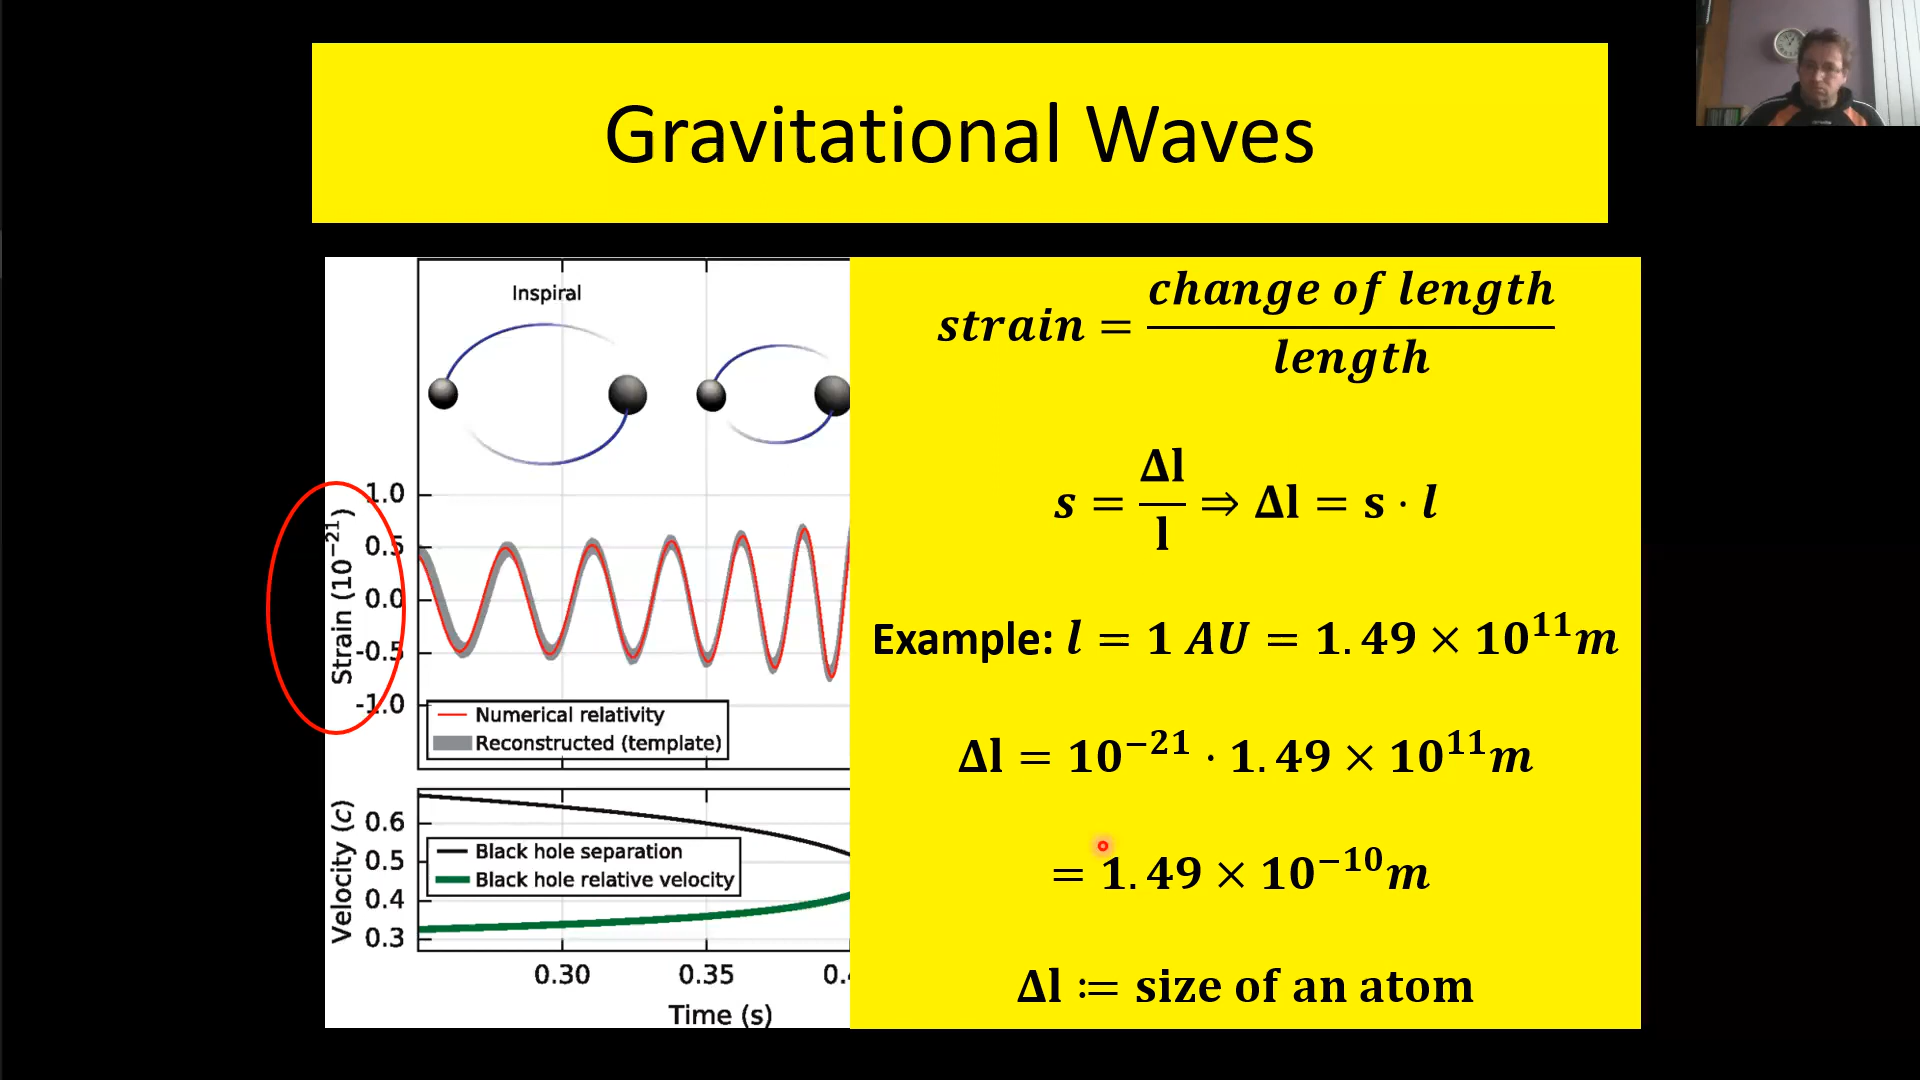 Gravitational Waves
Inspiral
Strain (10⁻²¹)
1.0
0.5
0.0
-0.5
-1.0
Numerical relativity
Reconstructed (template)
Velocity (c)
0.6
0.5
0.4
0.3
Black hole separation
Black hole relative velocity
0.30 0.35
Time (s)
strain = change of length / length
s = Δl / l ⇒ Δl = s · l
Example: l = 1 AU = 1.49 × 10¹¹m
Δl = 10⁻²¹ · 1.49 × 10¹¹m
= 1.49 × 10⁻¹⁰m
Δl ≔ size of an atom